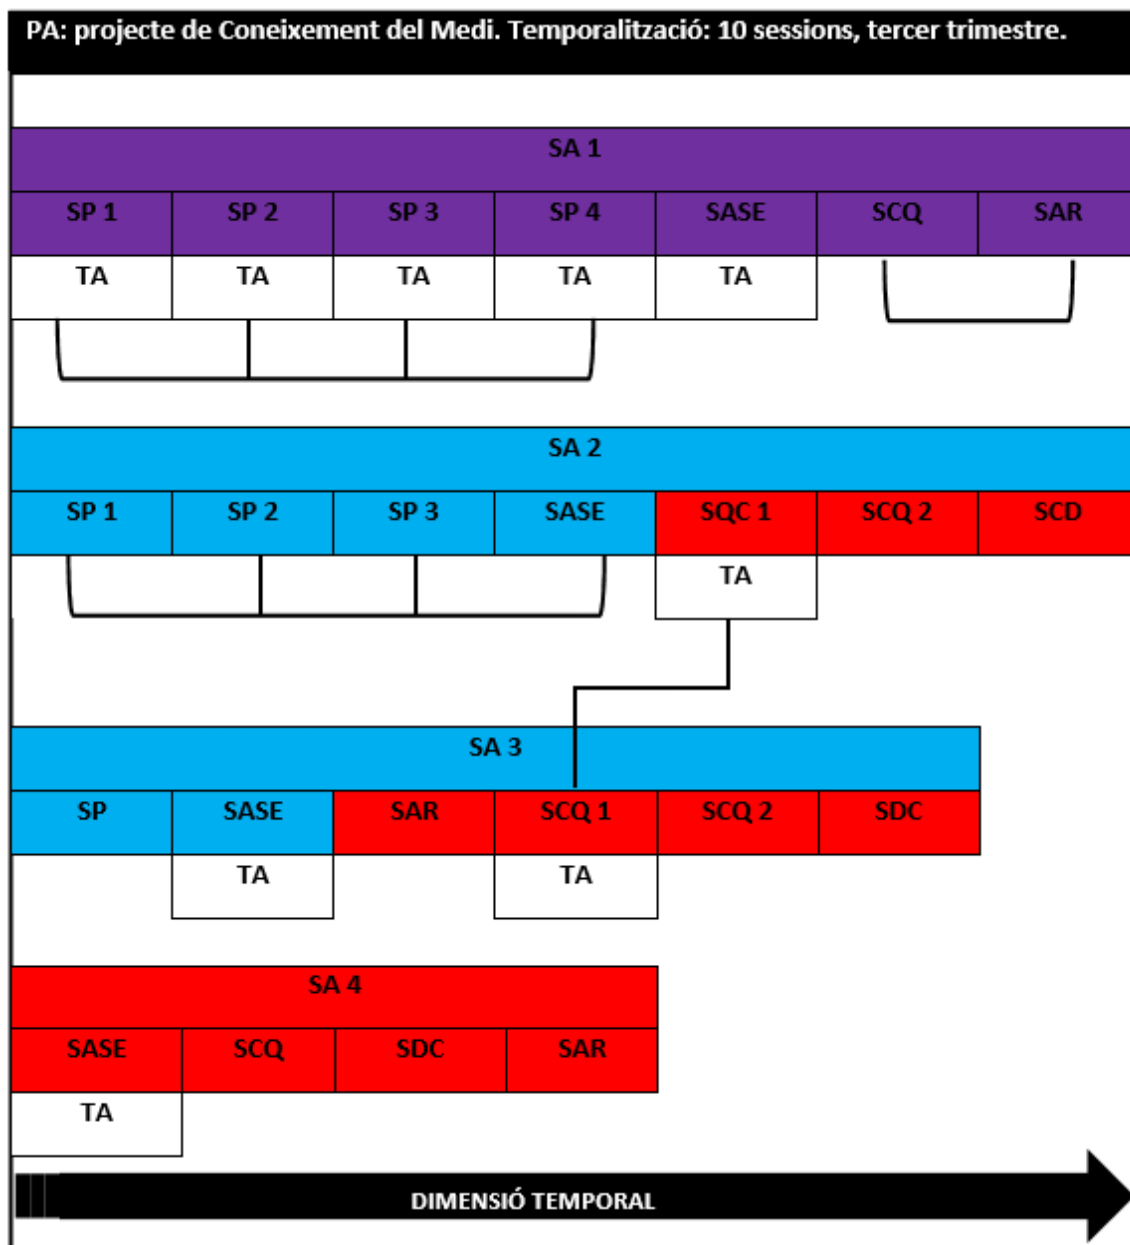 PA: projecte de Coneixement del Medi. Temporalització: 10 sessions, tercer trimestre.
SA 1
SP 1 SP 2 SP 3 SP 4 SASE SCQ SAR
TA TA TA TA TA
SA 2
SP 1 SP 2 SP 3 SASE SQC 1 SCQ 2 SCD
TA
SA 3
SP SASE SAR SCQ 1 SCQ 2 SDC
TA TA
SA 4
SASE SCQ SDC SAR
TA
DIMENSIÓ TEMPORAL